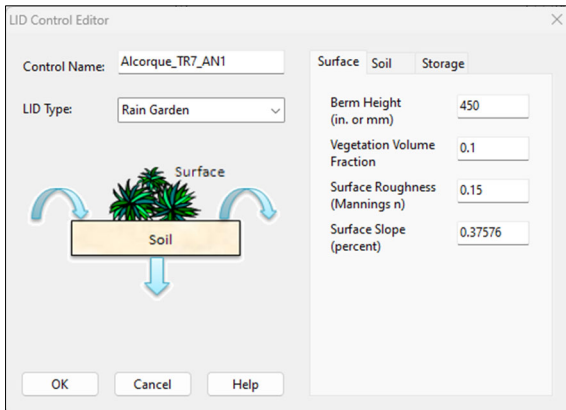 LID Control Editor
Control Name: Alcorque_TR7_AN1
LID Type: Rain Garden
Surface
Soil
OK Cancel Help
Surface Soil Storage
Berm Height
(in. or mm) 450
Vegetation Volume
Fraction 0.1
Surface Roughness
(Mannings n) 0.15
Surface Slope
(percent) 0.37576